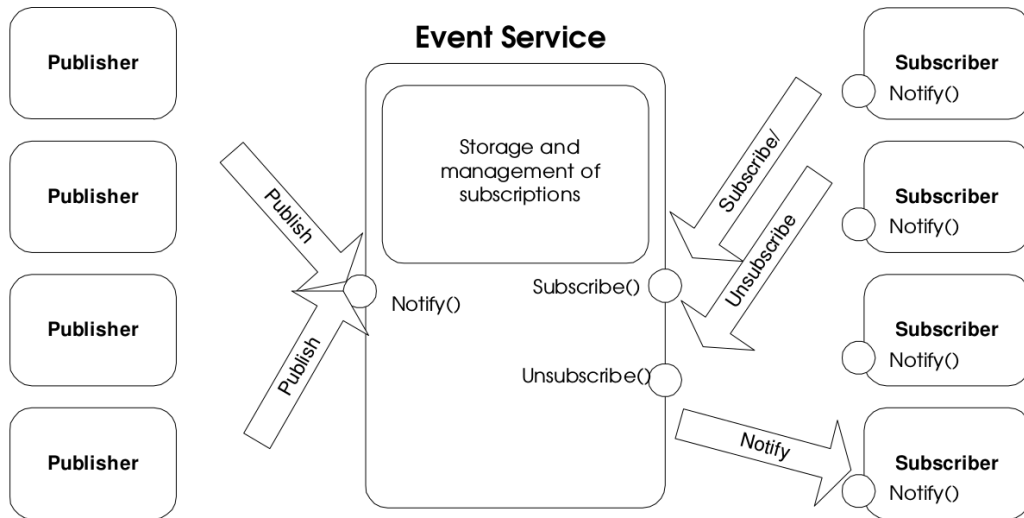 Event Service
Publisher
Publisher
Publisher
Publisher
Publish
Publish
Storage and
management of
subscriptions
Notify()
Subscribe()
Unsubscribe()
Subscribe/
Unsubscribe
Notify
Subscriber
Notify()
Subscriber
Notify()
Subscriber
Notify()
Subscriber
Notify()